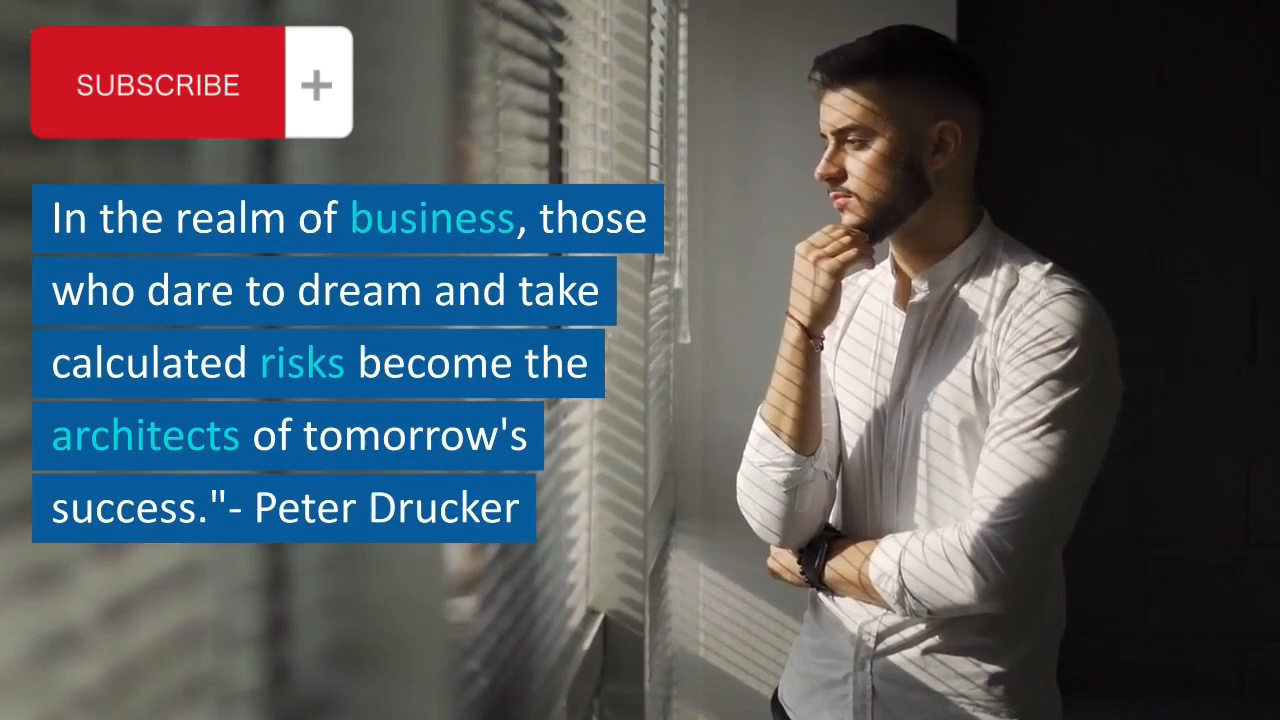 SUBSCRIBE +
In the realm of business, those
who dare to dream and take
calculated risks become the
architects of tomorrow's
success."- Peter Drucker